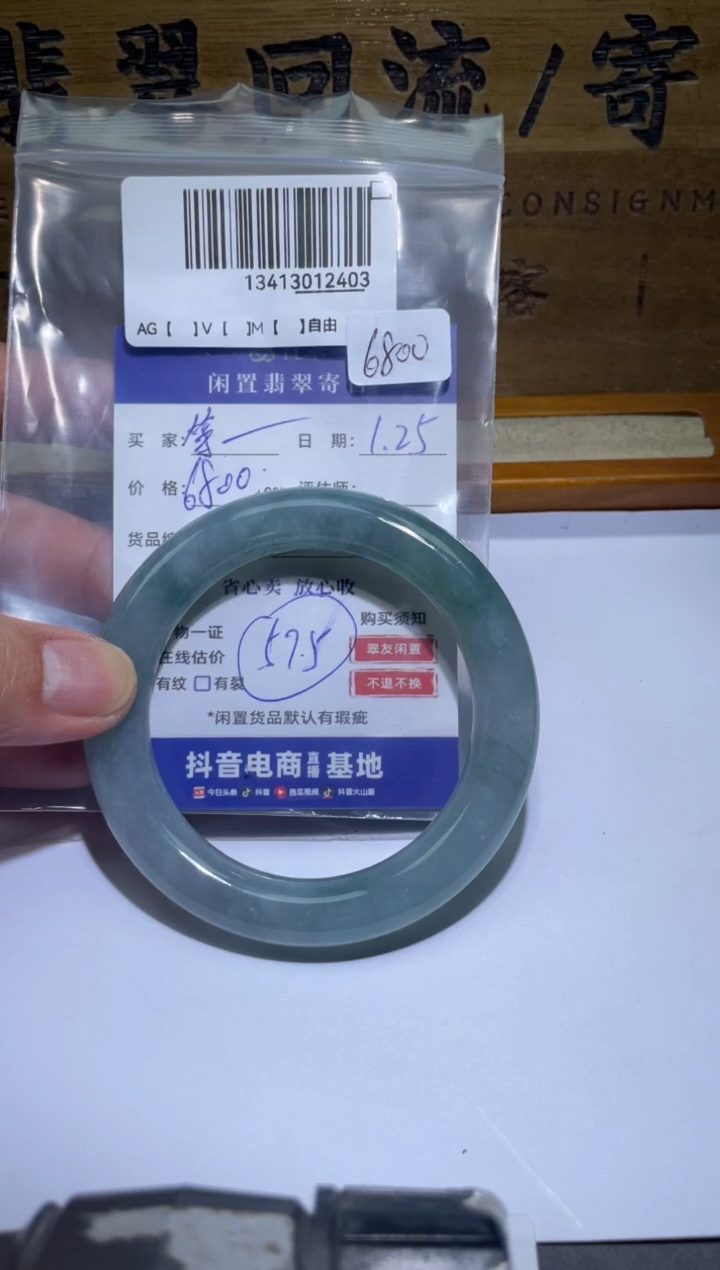 翡翠回流/寄
CONSIGNM
客
13413012403
AG【 】V【 】M【 】自由
6800
闲置翡翠寄
买 家: 第一 日 期: 1.25
价 格: 6800 评估师:
货品
省心卖 放心收
物一证 购买须知
在线估价 57.5 翠友闲置
有纹 有裂 不退不换
*闲置货品默认有瑕疵
抖音电商直播基地
今日头条 抖音 西瓜视频 抖音火山版